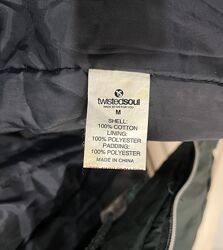 twistedsoul
M
SHELL:
100% COTTON
LINING:
100% POLYESTER
PADDING:
100% POLYESTER
MADE IN CHINA